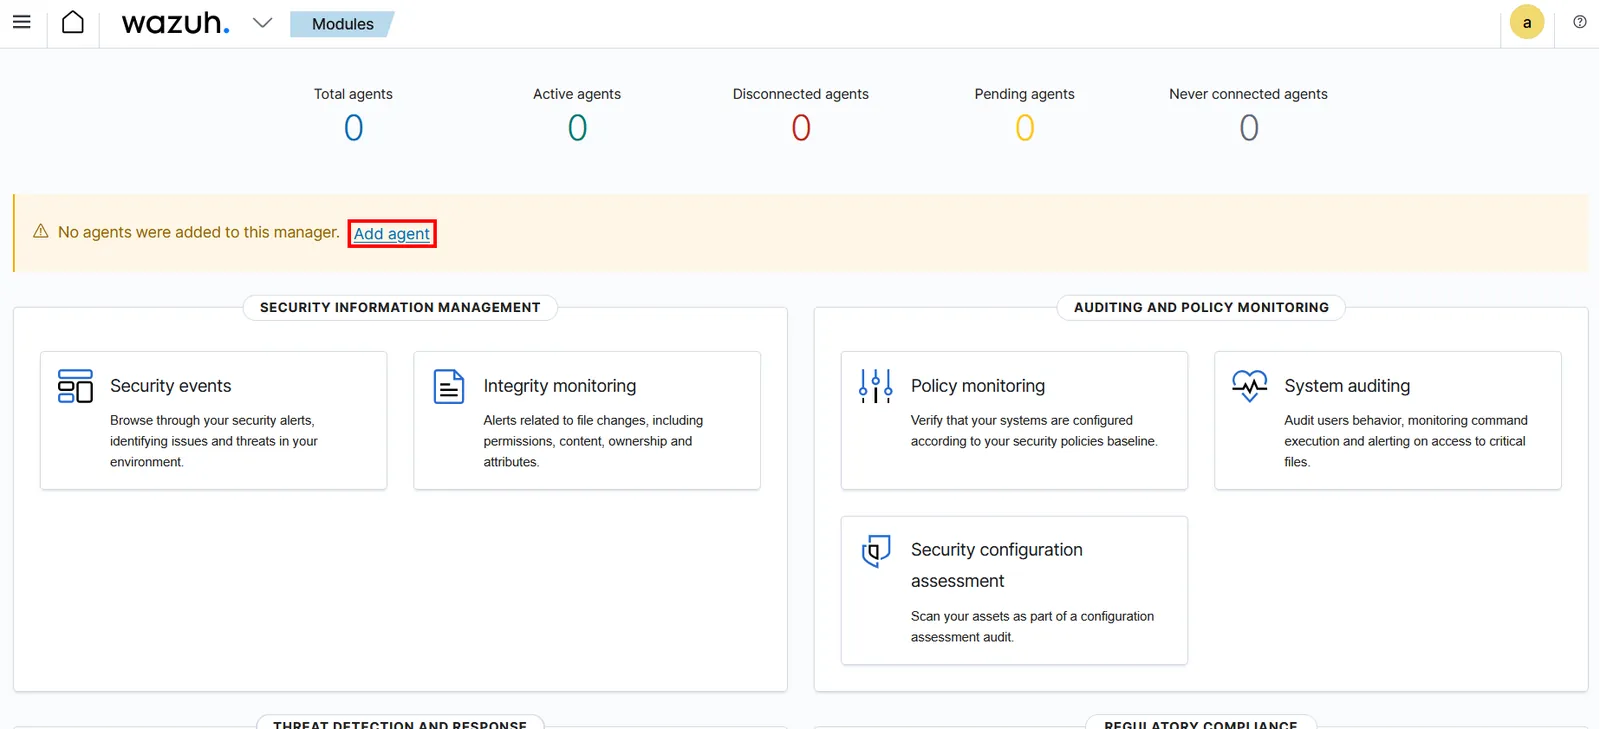 wazuh.
Modules
a
Total agents
0
Active agents
0
Disconnected agents
0
Pending agents
0
Never connected agents
0
No agents were added to this manager. Add agent
SECURITY INFORMATION MANAGEMENT
Security events
Browse through your security alerts,
identifying issues and threats in your
environment.
Integrity monitoring
Alerts related to file changes, including
permissions, content, ownership and
attributes.
AUDITING AND POLICY MONITORING
Policy monitoring
Verify that your systems are configured
according to your security policies baseline.
System auditing
Audit users behavior, monitoring command
execution and alerting on access to critical
files.
Security configuration
assessment
Scan your assets as part of a configuration
assessment audit.
THREAT DETECTION AND RESPONSE
REGULATORY COMPLIANCE